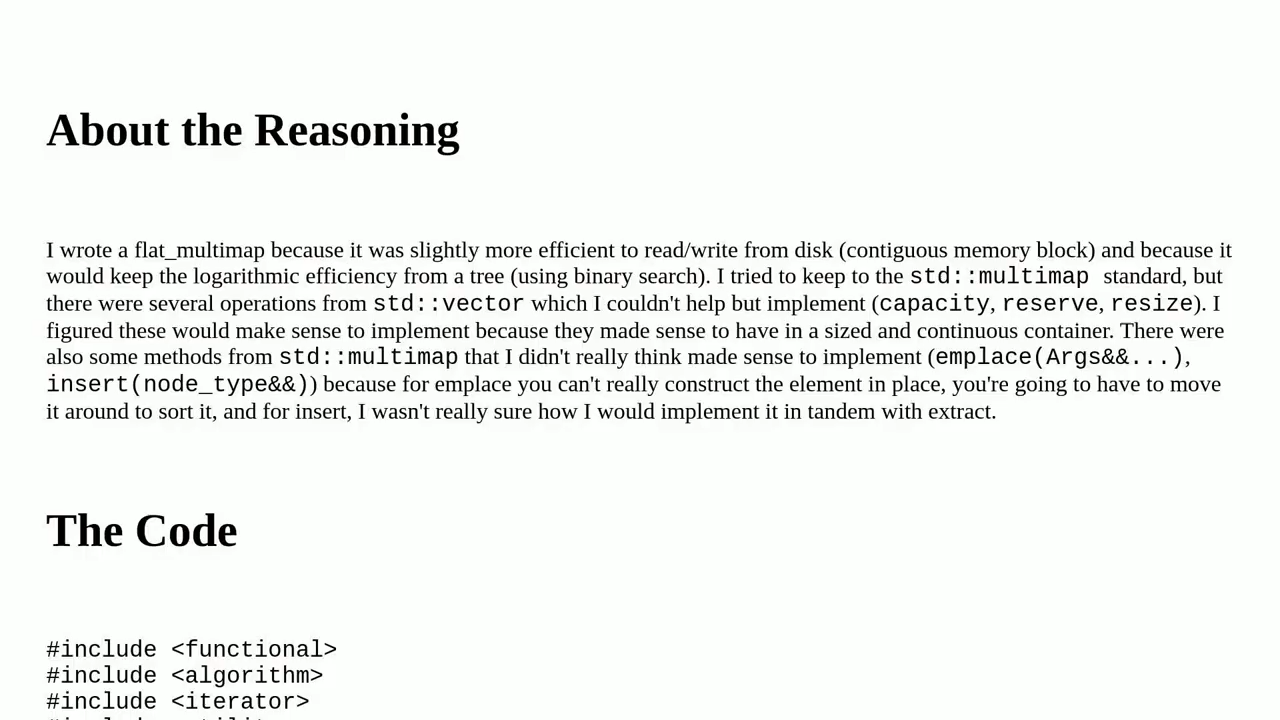 About the Reasoning
I wrote a flat_multimap because it was slightly more efficient to read/write from disk (contiguous memory block) and because it
would keep the logarithmic efficiency from a tree (using binary search). I tried to keep to the std::multimap standard, but
there were several operations from std::vector which I couldn't help but implement (capacity, reserve, resize). I
figured these would make sense to implement because they made sense to have in a sized and continuous container. There were
also some methods from std::multimap that I didn't really think made sense to implement (emplace(Args&&...),
insert(node_type&&)) because for emplace you can't really construct the element in place, you're going to have to move
it around to sort it, and for insert, I wasn't really sure how I would implement it in tandem with extract.
The Code
#include <functional>
#include <algorithm>
#include <iterator>